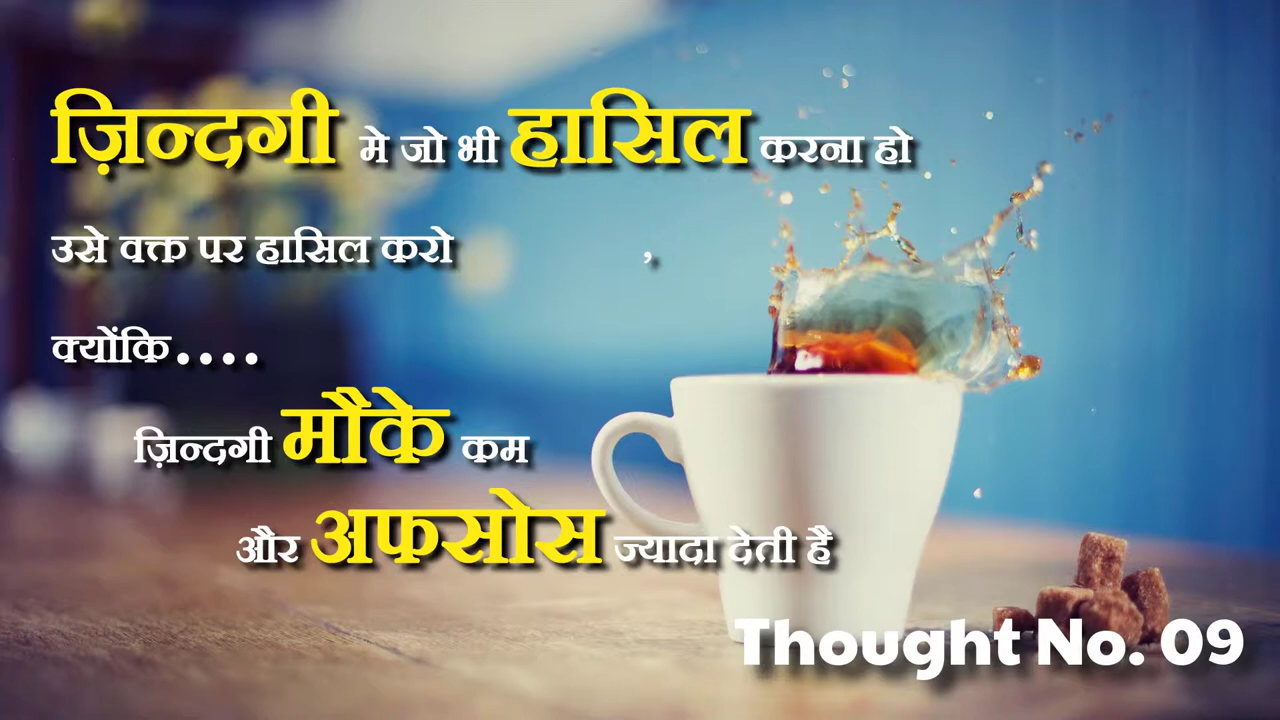 ज़िन्दगी मे जो भी हासिल करना हो
उसे वक्त पर हासिल करो ,
क्योंकि....
ज़िन्दगी मौके कम
और अफसोस ज्यादा देती है
Thought No. 09